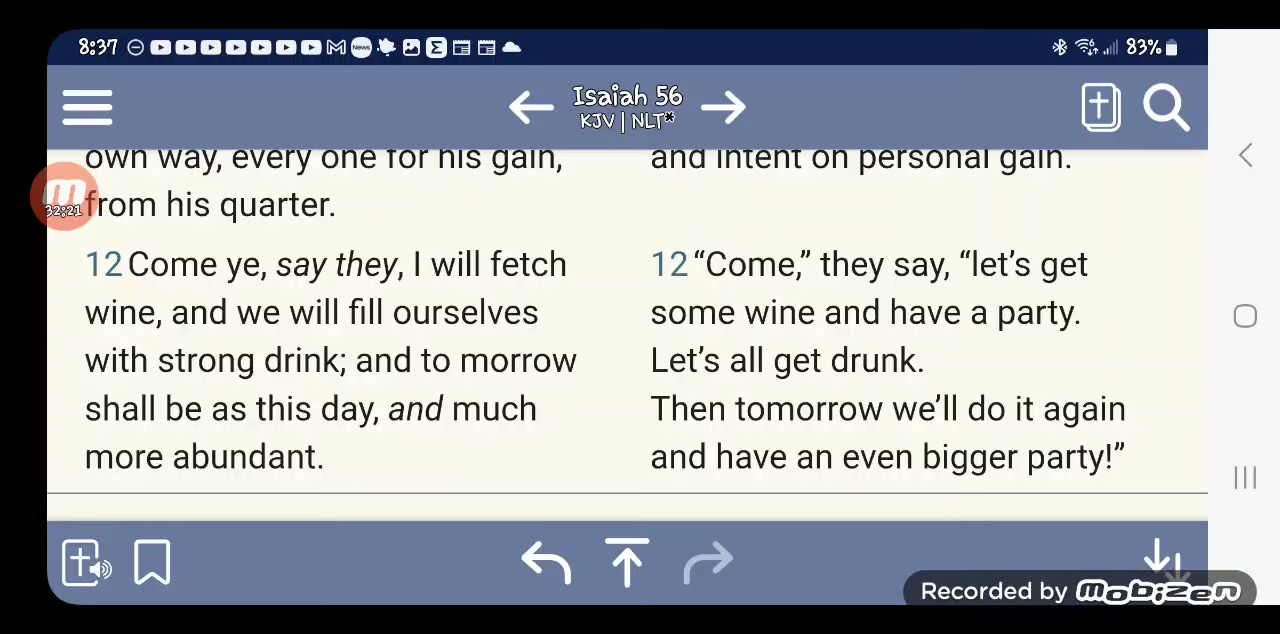 8:37
News
83%
Isaiah 56
KJV | NLT*
own way, every one for his gain,
from his quarter.
12 Come ye, say they, I will fetch
wine, and we will fill ourselves
with strong drink; and to morrow
shall be as this day, and much
more abundant.
and intent on personal gain.
12 “Come,” they say, “let’s get
some wine and have a party.
Let’s all get drunk.
Then tomorrow we’ll do it again
and have an even bigger party!”
32:21
Recorded by mobizen